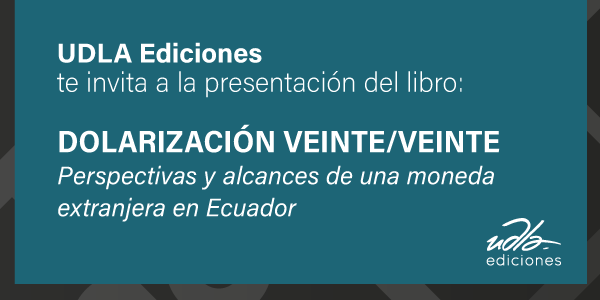 UDLA Ediciones
te invita a la presentación del libro:
DOLARIZACIÓN VEINTE/VEINTE
Perspectivas y alcances de una moneda
extranjera en Ecuador
udla
ediciones